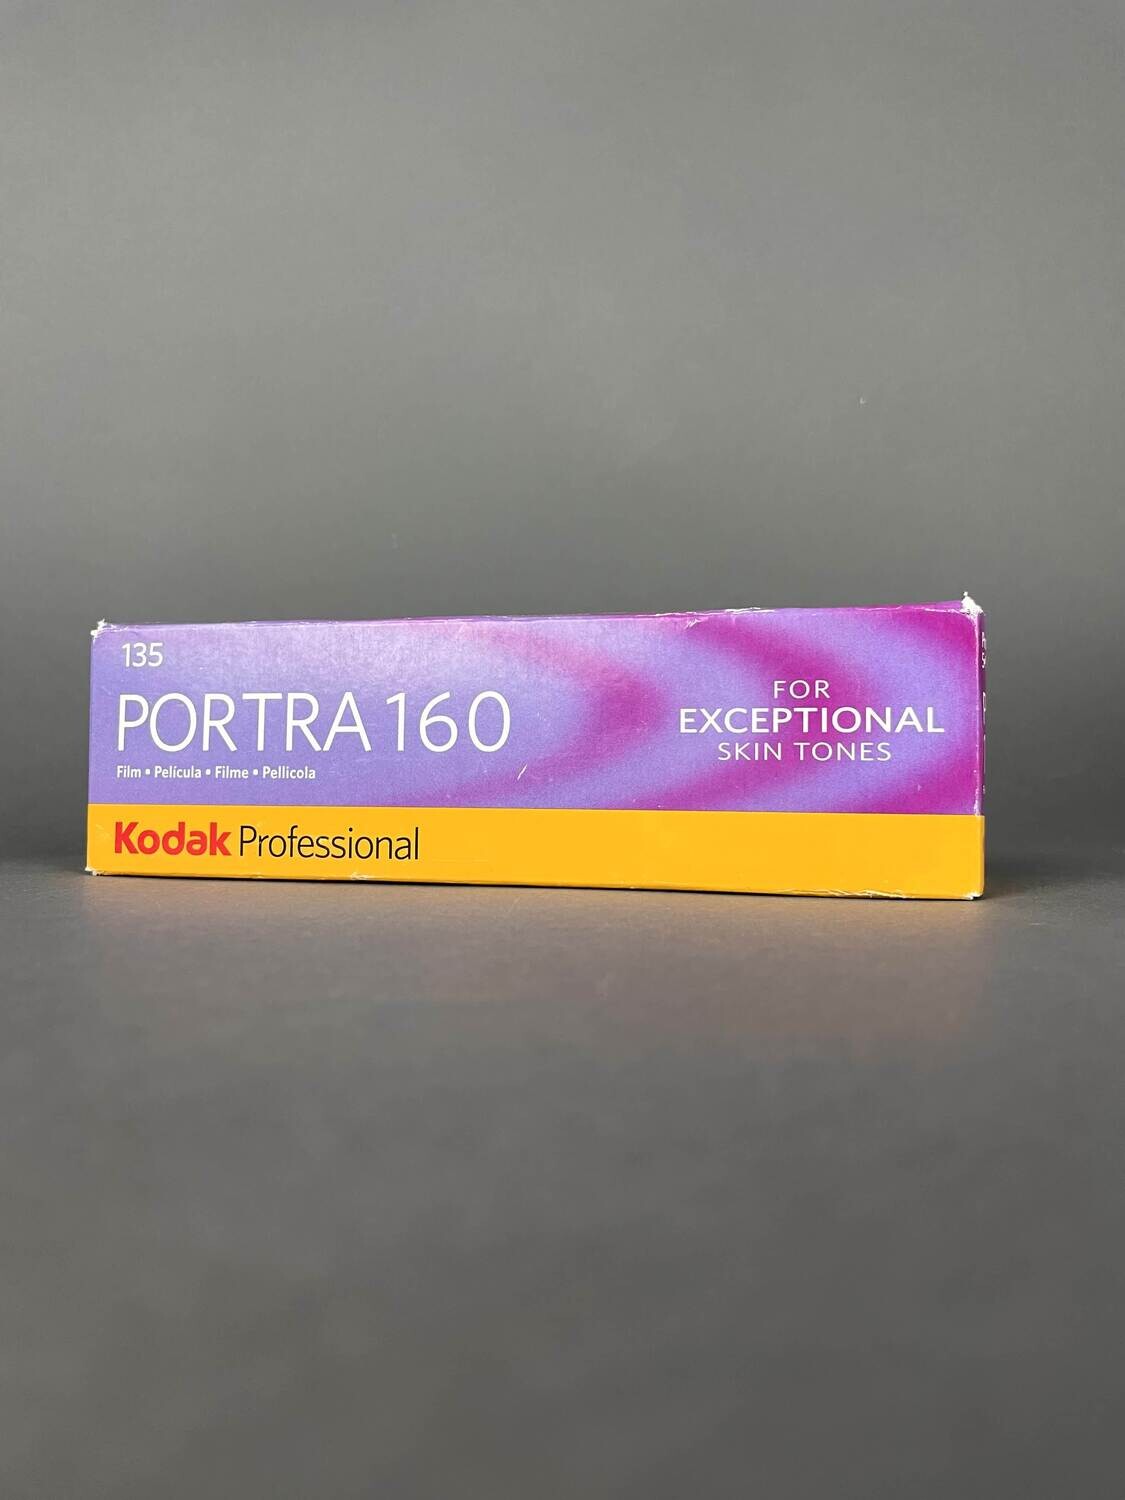 135
PORTRA 160
Film • Película • Filme • Pellicola
FOR
EXCEPTIONAL
SKIN TONES
Kodak Professional